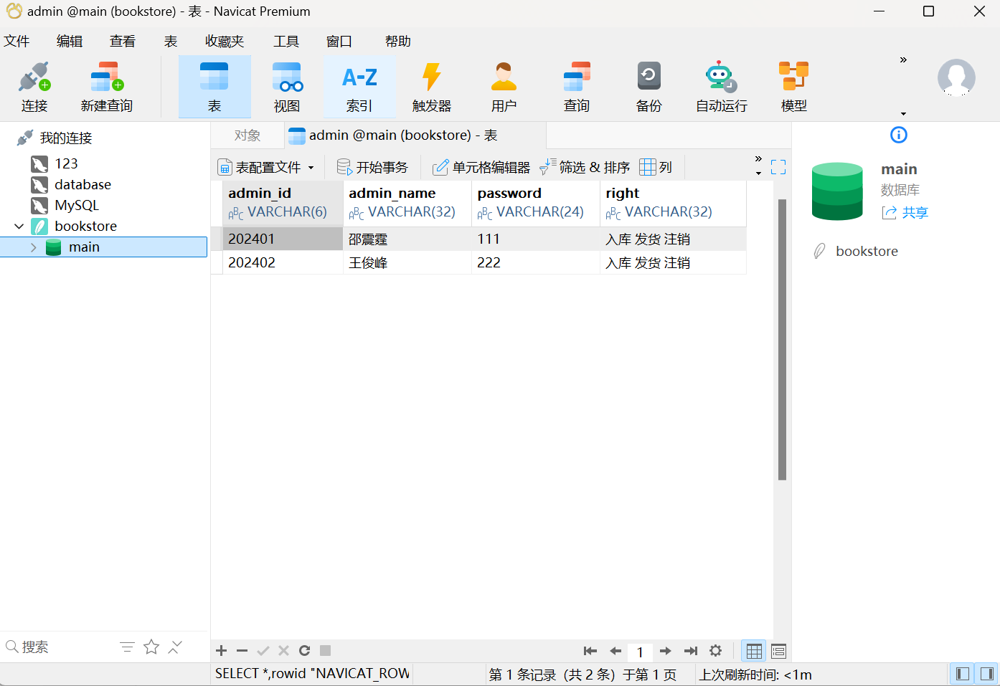 admin @main (bookstore) - 表 - Navicat Premium
文件 编辑 查看 表 收藏夹 工具 窗口 帮助
连接 新建查询 表 视图 A-Z 索引 触发器 用户 查询 备份 自动运行 模型
我的连接
123
database
MySQL
bookstore
main
搜索
对象 admin @main (bookstore) - 表
表配置文件 开始事务 单元格编辑器 筛选 & 排序 列
admin_id admin_name password right
ABC VARCHAR(6) ABC VARCHAR(32) ABC VARCHAR(24) ABC VARCHAR(32)
202401 邵震霆 111 入库 发货 注销
202402 王俊峰 222 入库 发货 注销
1
SELECT *,rowid "NAVICAT_ROW 第 1 条记录（共 2 条）于第 1 页 上次刷新时间: <1m
main
数据库
共享
bookstore